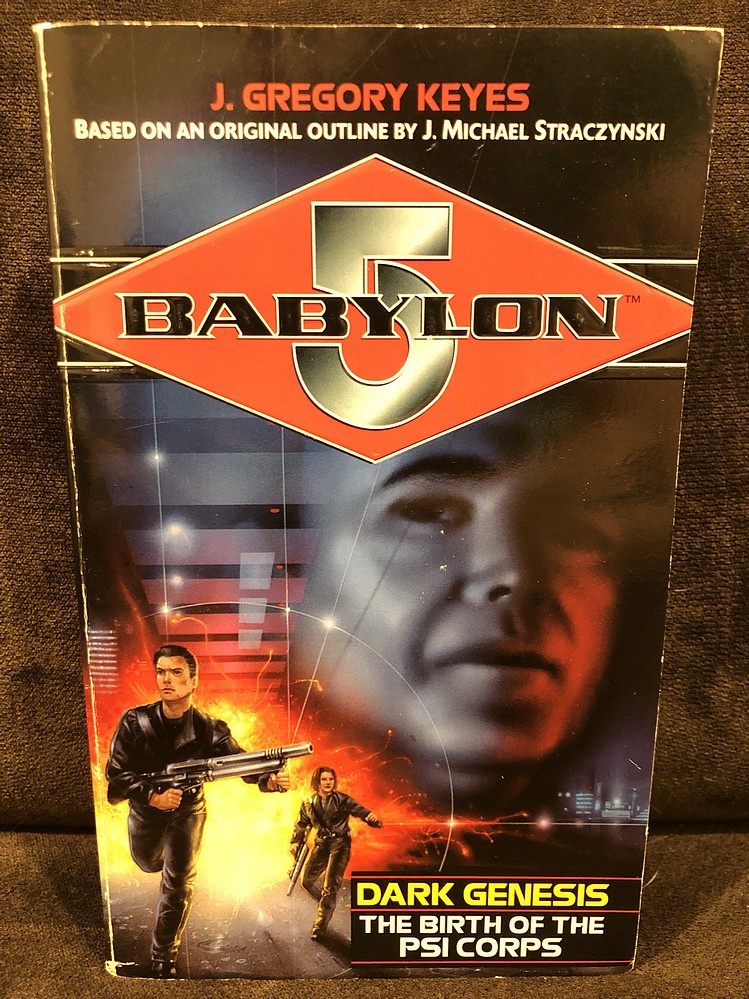 J. GREGORY KEYES
BASED ON AN ORIGINAL OUTLINE BY J. MICHAEL STRACZYNSKI
5
BABYLON™
DARK GENESIS
THE BIRTH OF THE
PSI CORPS